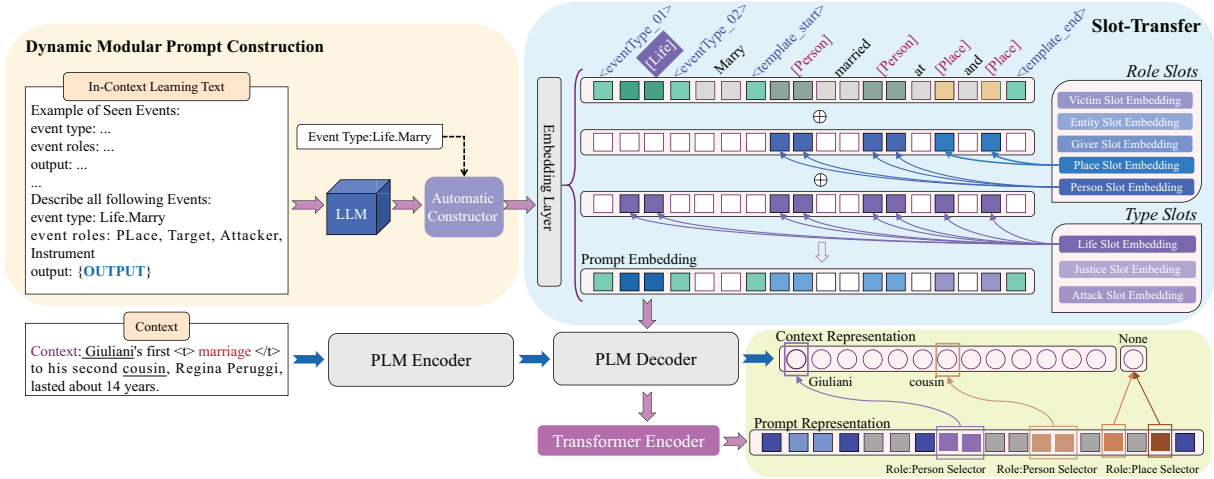 Dynamic Modular Prompt Construction
In-Context Learning Text
Example of Seen Events:
event type: ...
event roles: ...
output: ...
...
Describe all following Events:
event type: Life.Marry
event roles: PLace, Target, Attacker,
Instrument
output: {OUTPUT}
LLM
Event Type:Life.Marry
Automatic
Constructor
Embedding Layer
Slot-Transfer
<eventType_01>
[Life]
<eventType_02>
Marry
<template_start>
[Person]
married
[Person]
at
[Place]
and
[Place]
<template_end>
Role Slots
Victim Slot Embedding
Entity Slot Embedding
Giver Slot Embedding
Place Slot Embedding
Person Slot Embedding
Type Slots
Life Slot Embedding
Justice Slot Embeding
Attack Slot Embedding
Prompt Embedding
Context
Context: Giuliani's first <t> marriage </t>
to his second cousin, Regina Peruggi,
lasted about 14 years.
PLM Encoder
PLM Decoder
Transformer Encoder
Context Representation
None
Giuliani
cousin
Prompt Representation
Role:Person Selector
Role:Person Selector
Role:Place Selector